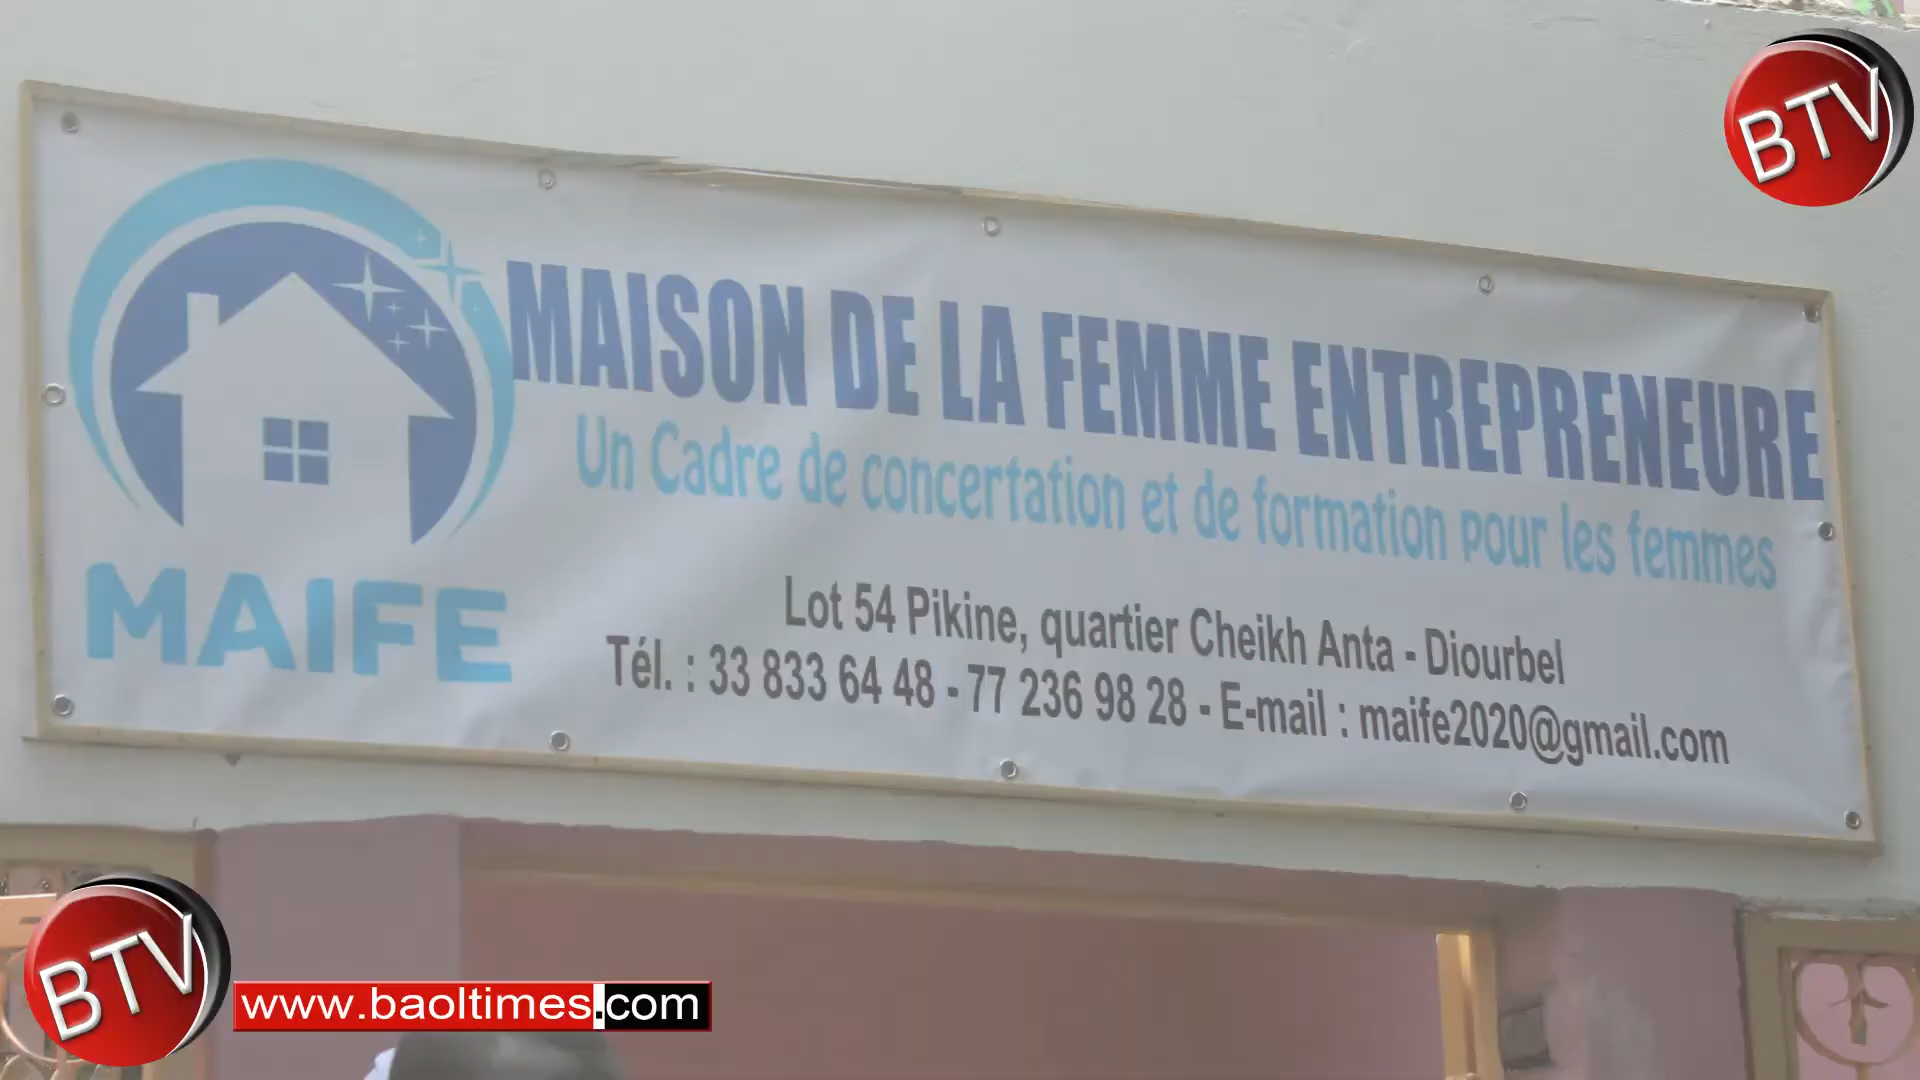 BTV
MAISON DE LA FEMME ENTREPRENEURE
Un Cadre de concertation et de formation pour les femmes
MAIFE
Lot 54 Pikine, quartier Cheikh Anta - Diourbel
Tél. : 33 833 64 48 - 77 236 98 28 - E-mail : maife2020@gmail.com
BTV
www.baoltimes.com